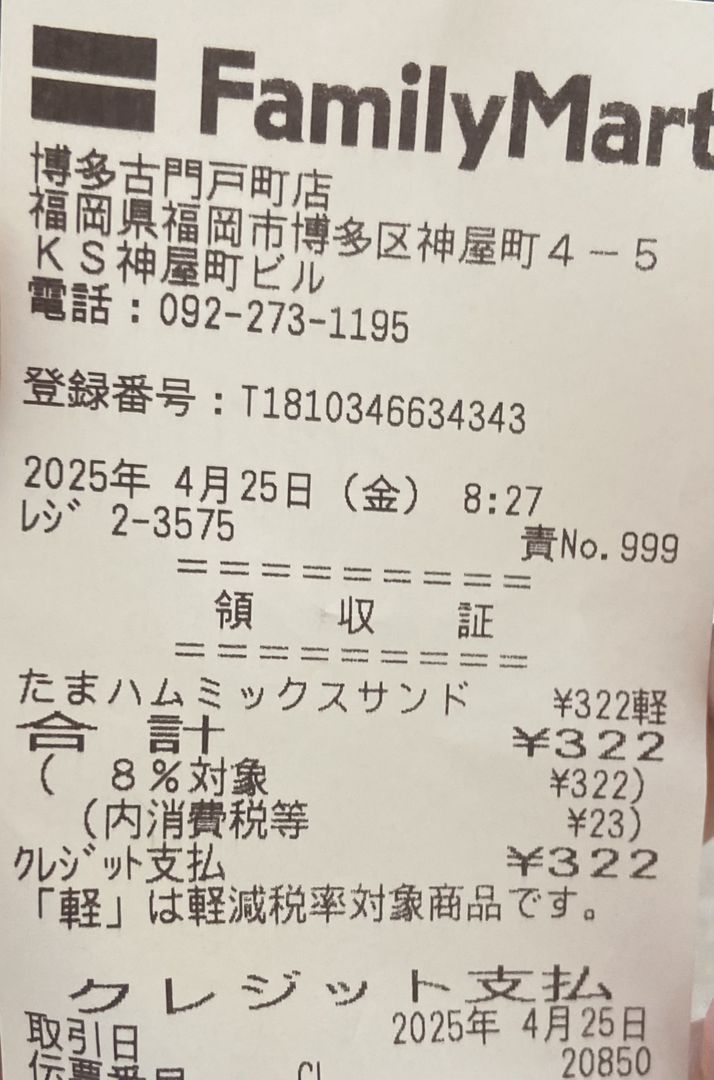 FamilyMart
博多古門戸町店
福岡県福岡市博多区神屋町4-5
KS神屋町ビル
電話:092-273-1195
登録番号:T1810346634343
2025年 4月25日(金) 8:27
レジ 2-3575 責No.999
=========
領 収 証
=========
たまハムミックスサンド ¥322軽
合 計 ¥322
( 8%対象 ¥322)
(内消費税等 ¥23)
クレジット支払 ¥322
「軽」は軽減税率対象商品です。
クレジット支払
取引日 2025年 4月25日
伝票番号 CL 20850